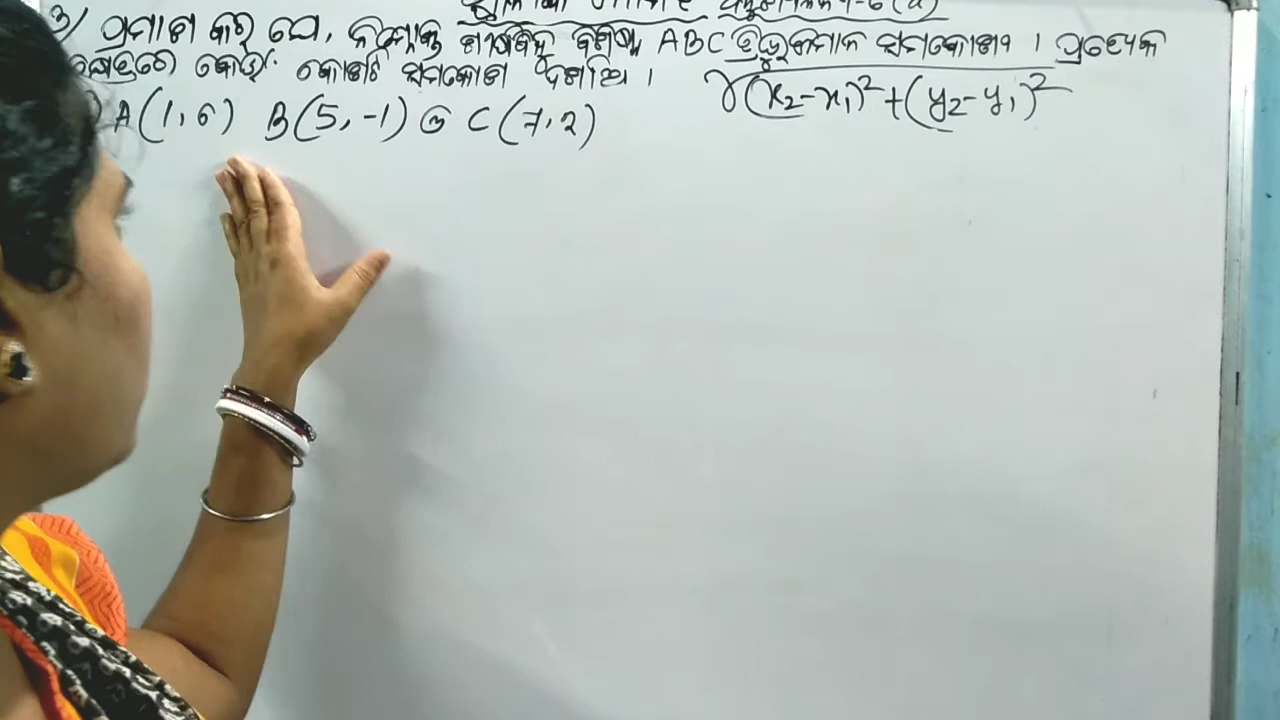 ୩) ପ୍ରମାଣ କର ଯେ, ନିମ୍ନୋକ୍ତ ଶୀର୍ଷବିନ୍ଦୁ ବିଶିଷ୍ଟ ABC ତ୍ରିଭୁଜମାନ ସମକୋଣୀ । ପ୍ରତ୍ୟେକ
କ୍ଷେତ୍ରରେ କେଉଁ କୋଣଟି ସମକୋଣ ଦର୍ଶାଅ । √(x₂-x₁)²+(y₂-y₁)²
A(1,6) B(5,-1) ଓ C(7,2)